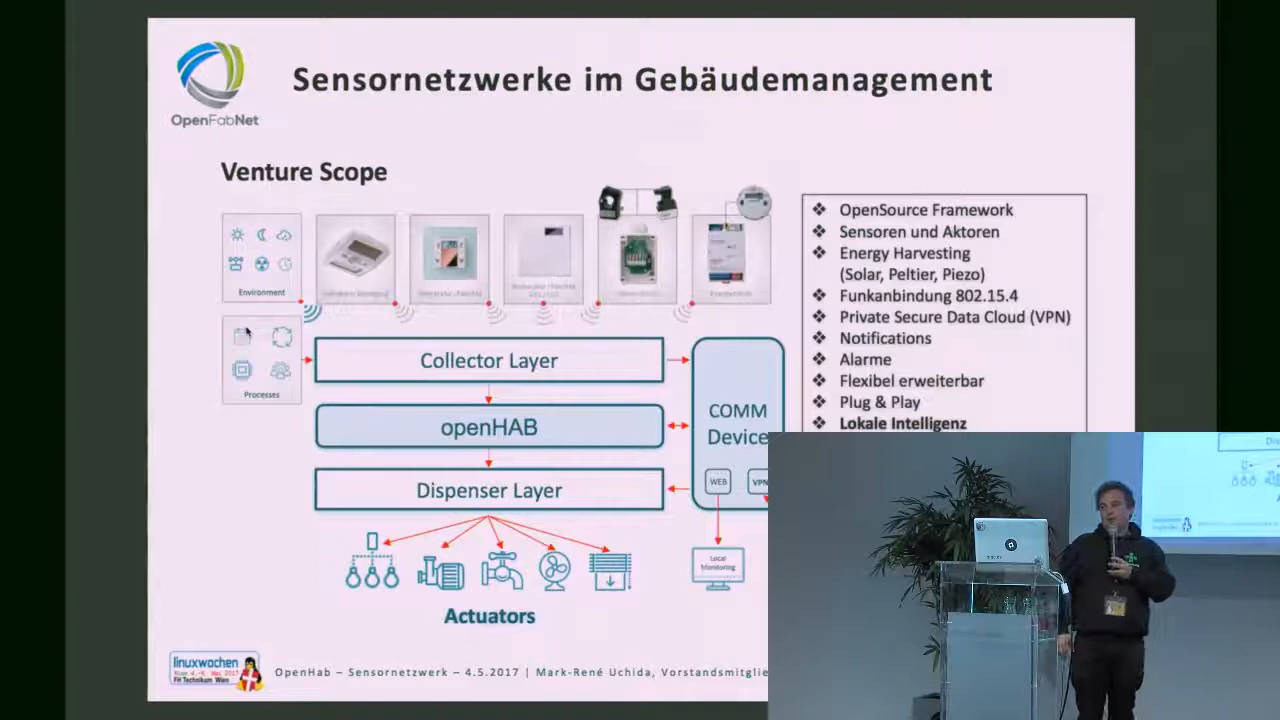 OpenFabNet
Sensornetzwerke im Gebäudemanagement
Venture Scope
Environment
Processes
Collector Layer
openHAB
Dispenser Layer
COMM
Device
WEB
VPN
Local
Monitoring
Actuators
❖ OpenSource Framework
❖ Sensoren und Aktoren
❖ Energy Harvesting
(Solar, Peltier, Piezo)
❖ Funkanbindung 802.15.4
❖ Private Secure Data Cloud (VPN)
❖ Notifications
❖ Alarme
❖ Flexibel erweiterbar
❖ Plug & Play
❖ Lokale Intelligenz
linuxwochen
FH Technikum Wien
OpenHab – Sensornetzwerk – 4.5.2017 | Mark-René Uchida, Vorstandsmitglie